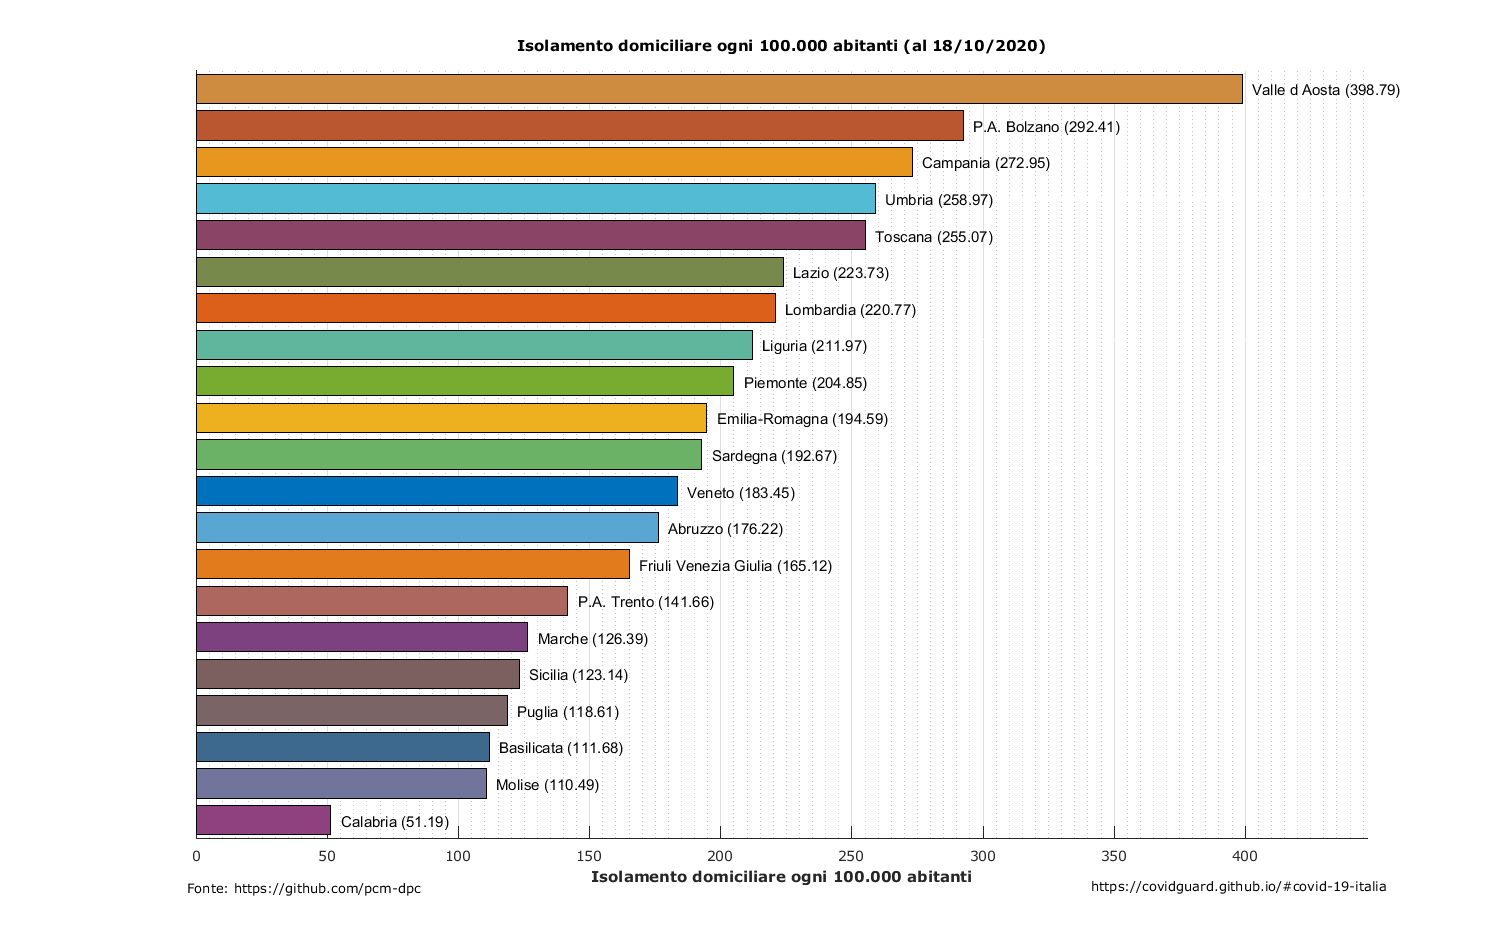 Isolamento domiciliare ogni 100.000 abitanti (al 18/10/2020)
Valle d Aosta (398.79)
P.A. Bolzano (292.41)
Campania (272.95)
Umbria (258.97)
Toscana (255.07)
Lazio (223.73)
Lombardia (220.77)
Liguria (211.97)
Piemonte (204.85)
Emilia-Romagna (194.59)
Sardegna (192.67)
Veneto (183.45)
Abruzzo (176.22)
Friuli Venezia Giulia (165.12)
P.A. Trento (141.66)
Marche (126.39)
Sicilia (123.14)
Puglia (118.61)
Basilicata (111.68)
Molise (110.49)
Calabria (51.19)
0 50 100 150 200 250 300 350 400
Isolamento domiciliare ogni 100.000 abitanti
Fonte: https://github.com/pcm-dpc
https://covidguard.github.io/#covid-19-italia